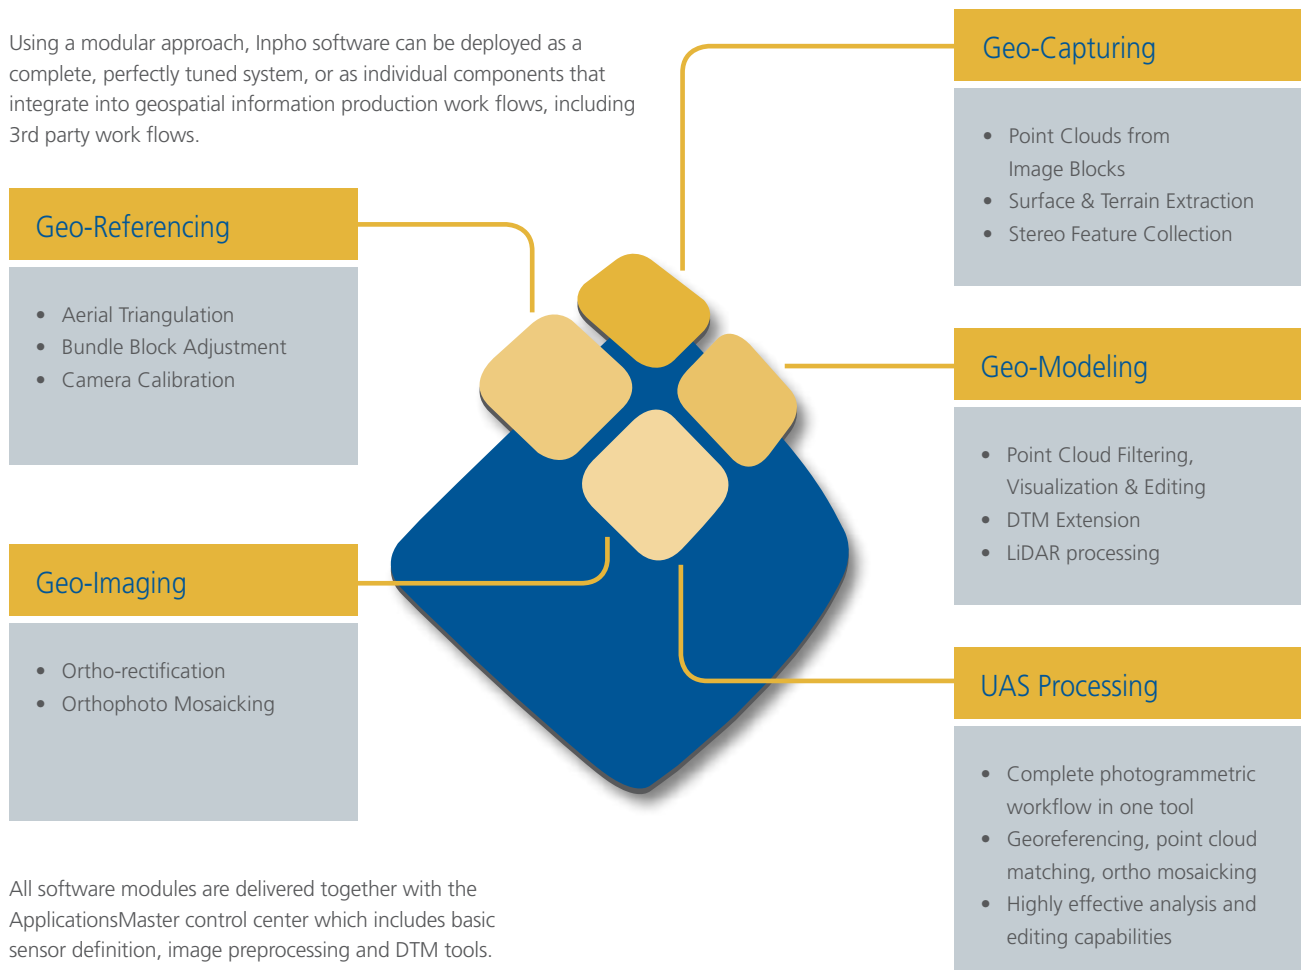 Using a modular approach, Inpho software can be deployed as a
complete, perfectly tuned system, or as individual components that
integrate into geospatial information production work flows, including
3rd party work flows.
Geo-Referencing
• Aerial Triangulation
• Bundle Block Adjustment
• Camera Calibration
Geo-Imaging
• Ortho-rectification
• Orthophoto Mosaicking
All software modules are delivered together with the
ApplicationsMaster control center which includes basic
sensor definition, image preprocessing and DTM tools.
Geo-Capturing
• Point Clouds from
Image Blocks
• Surface & Terrain Extraction
• Stereo Feature Collection
Geo-Modeling
• Point Cloud Filtering,
Visualization & Editing
• DTM Extension
• LiDAR processing
UAS Processing
• Complete photogrammetric
workflow in one tool
• Georeferencing, point cloud
matching, ortho mosaicking
• Highly effective analysis and
editing capabilities